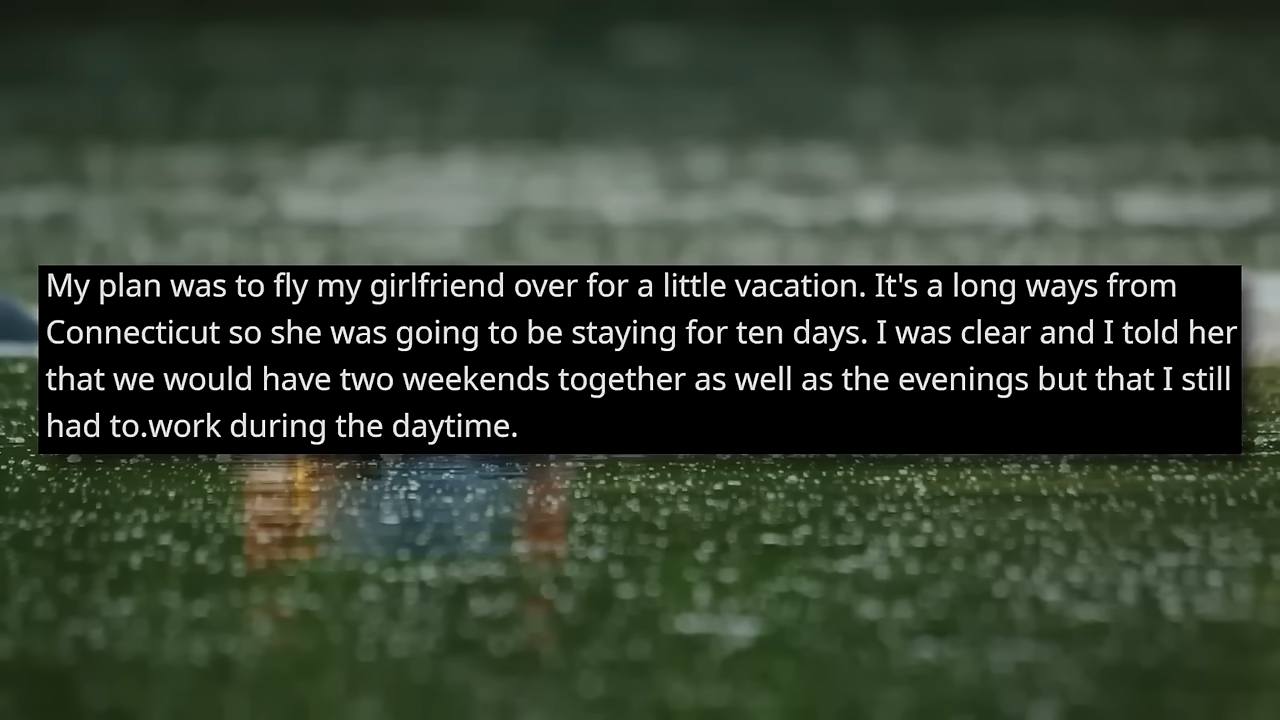 My plan was to fly my girlfriend over for a little vacation. It's a long ways from
Connecticut so she was going to be staying for ten days. I was clear and I told her
that we would have two weekends together as well as the evenings but that I still
had to.work during the daytime.